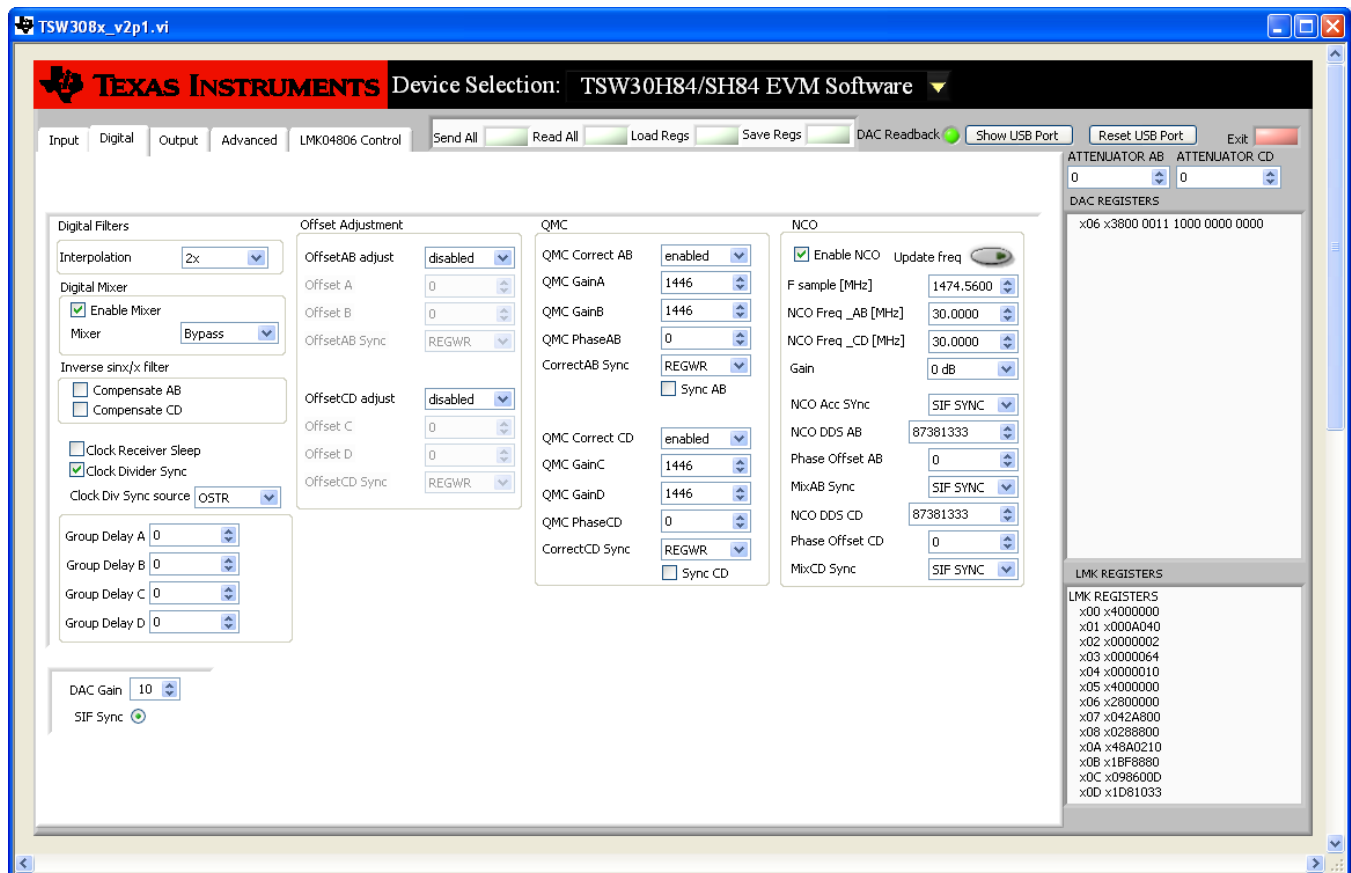 TSW308x_v2p1.vi
TEXAS INSTRUMENTS Device Selection: TSW30H84/SH84 EVM Software
Input Digital Output Advanced LMK04806 Control Send All Read All Load Regs Save Regs DAC Readback Show USB Port Reset USB Port Exit
ATTENUATOR AB ATTENUATOR CD
0 0
DAC REGISTERS
x06 x3800 0011 1000 0000 0000
Digital Filters
Interpolation 2x
Digital Mixer
Enable Mixer
Mixer Bypass
Inverse sinx/x filter
Compensate AB
Compensate CD
Clock Receiver Sleep
Clock Divider Sync
Clock Div Sync source OSTR
Group Delay A 0
Group Delay B 0
Group Delay C 0
Group Delay D 0
DAC Gain 10
SIF Sync
Offset Adjustment
OffsetAB adjust disabled
Offset A 0
Offset B 0
OffsetAB Sync REGWR
OffsetCD adjust disabled
Offset C 0
Offset D 0
OffsetCD Sync REGWR
QMC
QMC Correct AB enabled
QMC GainA 1446
QMC GainB 1446
QMC PhaseAB 0
CorrectAB Sync REGWR
Sync AB
QMC Correct CD enabled
QMC GainC 1446
QMC GainD 1446
QMC PhaseCD 0
CorrectCD Sync REGWR
Sync CD
NCO
Enable NCO Update freq
F sample [MHz] 1474.5600
NCO Freq _AB [MHz] 30.0000
NCO Freq _CD [MHz] 30.0000
Gain 0 dB
NCO Acc SYnc SIF SYNC
NCO DDS AB 87381333
Phase Offset AB 0
MixAB Sync SIF SYNC
NCO DDS CD 87381333
Phase Offset CD 0
MixCD Sync SIF SYNC
LMK REGISTERS
LMK REGISTERS
x00 x4000000
x01 x000A040
x02 x0000002
x03 x0000064
x04 x0000010
x05 x4000000
x06 x2800000
x07 x042A800
x08 x0288800
x0A x48A0210
x0B x1BF8880
x0C x098600D
x0D x1D81033